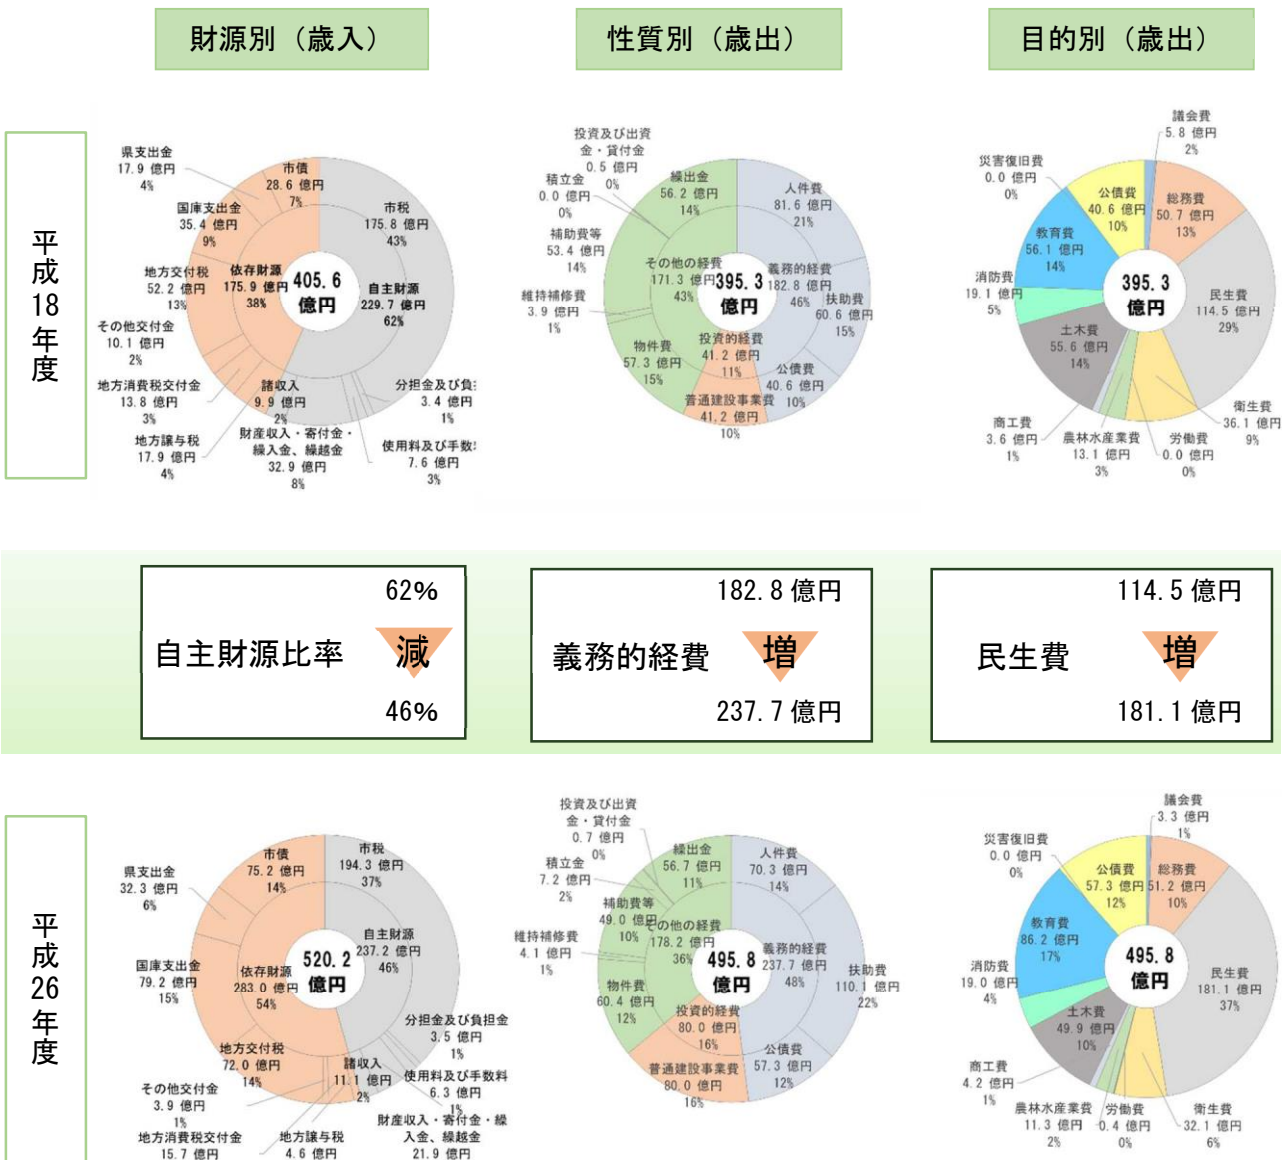 財源別（歳入）
性質別（歳出）
目的別（歳出）
平成18年度
県支出金
17.9 億円
4%
市債
28.6 億円
7%
国庫支出金
35.4 億円
9%
市税
175.8 億円
43%
地方交付税
52.2 億円
13%
依存財源
175.9 億円
38%
405.6
億円
自主財源
229.7 億円
62%
その他交付金
10.1 億円
2%
地方消費税交付金
13.8 億円
3%
地方譲与税
17.9 億円
4%
諸収入
9.9 億円
2%
財産収入・寄付金・
繰入金、繰越金
32.9 億円
8%
分担金及び負
3.4 億円
1%
使用料及び手数
7.6 億円
3%
投資及び出資
金・貸付金
0.5 億円
0%
積立金
0.0 億円
0%
繰出金
56.2 億円
14%
人件費
81.6 億円
21%
補助費等
53.4 億円
14%
その他の経費
171.3 億円
43%
395.3
億円
義務的経費
182.8 億円
46%
扶助費
60.6 億円
15%
維持補修費
3.9 億円
1%
物件費
57.3 億円
15%
投資的経費
41.2 億円
11%
公債費
40.6 億円
10%
普通建設事業費
41.2 億円
10%
議会費
5.8 億円
2%
災害復旧費
0.0 億円
0%
公債費
40.6 億円
10%
総務費
50.7 億円
13%
教育費
56.1 億円
14%
消防費
19.1 億円
5%
395.3
億円
民生費
114.5 億円
29%
土木費
55.6 億円
14%
商工費
3.6 億円
1%
農林水産業費
13.1 億円
3%
労働費
0.0 億円
0%
衛生費
36.1 億円
9%
62%
自主財源比率 減
46%
182.8 億円
義務的経費 増
237.7 億円
114.5 億円
民生費 増
181.1 億円
平成26年度
県支出金
32.3 億円
6%
市債
75.2 億円
14%
市税
194.3 億円
37%
国庫支出金
79.2 億円
15%
依存財源
283.0 億円
54%
520.2
億円
自主財源
237.2 億円
46%
地方交付税
72.0 億円
14%
その他交付金
3.9 億円
1%
地方消費税交付金
15.7 億円
地方譲与税
4.6 億円
諸収入
11.1 億円
2%
分担金及び負担金
3.5 億円
1%
使用料及び手数料
6.3 億円
1%
財産収入・寄付金・繰
入金、繰越金
21.9 億円
投資及び出資
金・貸付金
0.7 億円
0%
積立金
7.2 億円
2%
繰出金
56.7 億円
11%
人件費
70.3 億円
14%
補助費等
49.0 億円
10%
その他の経費
178.2 億円
36%
495.8
億円
義務的経費
237.7 億円
48%
扶助費
110.1 億円
22%
維持補修費
4.1 億円
1%
物件費
60.4 億円
12%
投資的経費
80.0 億円
16%
公債費
57.3 億円
12%
普通建設事業費
80.0 億円
16%
議会費
3.3 億円
1%
災害復旧費
0.0 億円
0%
公債費
57.3 億円
12%
総務費
51.2 億円
10%
教育費
86.2 億円
17%
消防費
19.0 億円
4%
495.8
億円
民生費
181.1 億円
37%
土木費
49.9 億円
10%
商工費
4.2 億円
1%
農林水産業費
11.3 億円
2%
労働費
0.4 億円
0%
衛生費
32.1 億円
6%